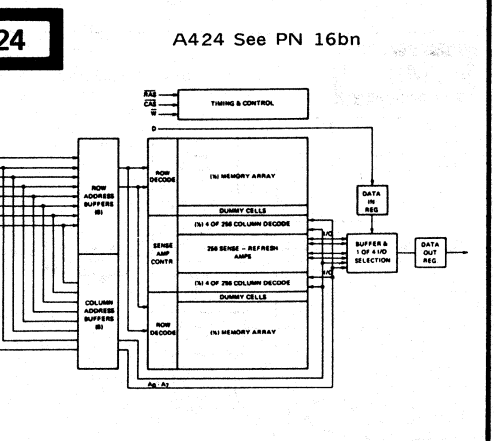 24
A424 See PN 16bn
RAS
CAS
W
TIMING & CONTROL
D
ROW
ADDRESS
BUFFERS
(8)
ROW
DECODE
(½) MEMORY ARRAY
DATA
IN
REG
DUMMY CELLS
(½) 4 OF 256 COLUMN DECODE
SENSE
AMP
CONTR
256 SENSE - REFRESH
AMPS
I/O
BUFFER &
1 OF 4 I/O
SELECTION
DATA
OUT
REG
I/O
(½) 4 OF 256 COLUMN DECODE
DUMMY CELLS
COLUMN
ADDRESS
BUFFERS
(8)
ROW
DECODE
(½) MEMORY ARRAY